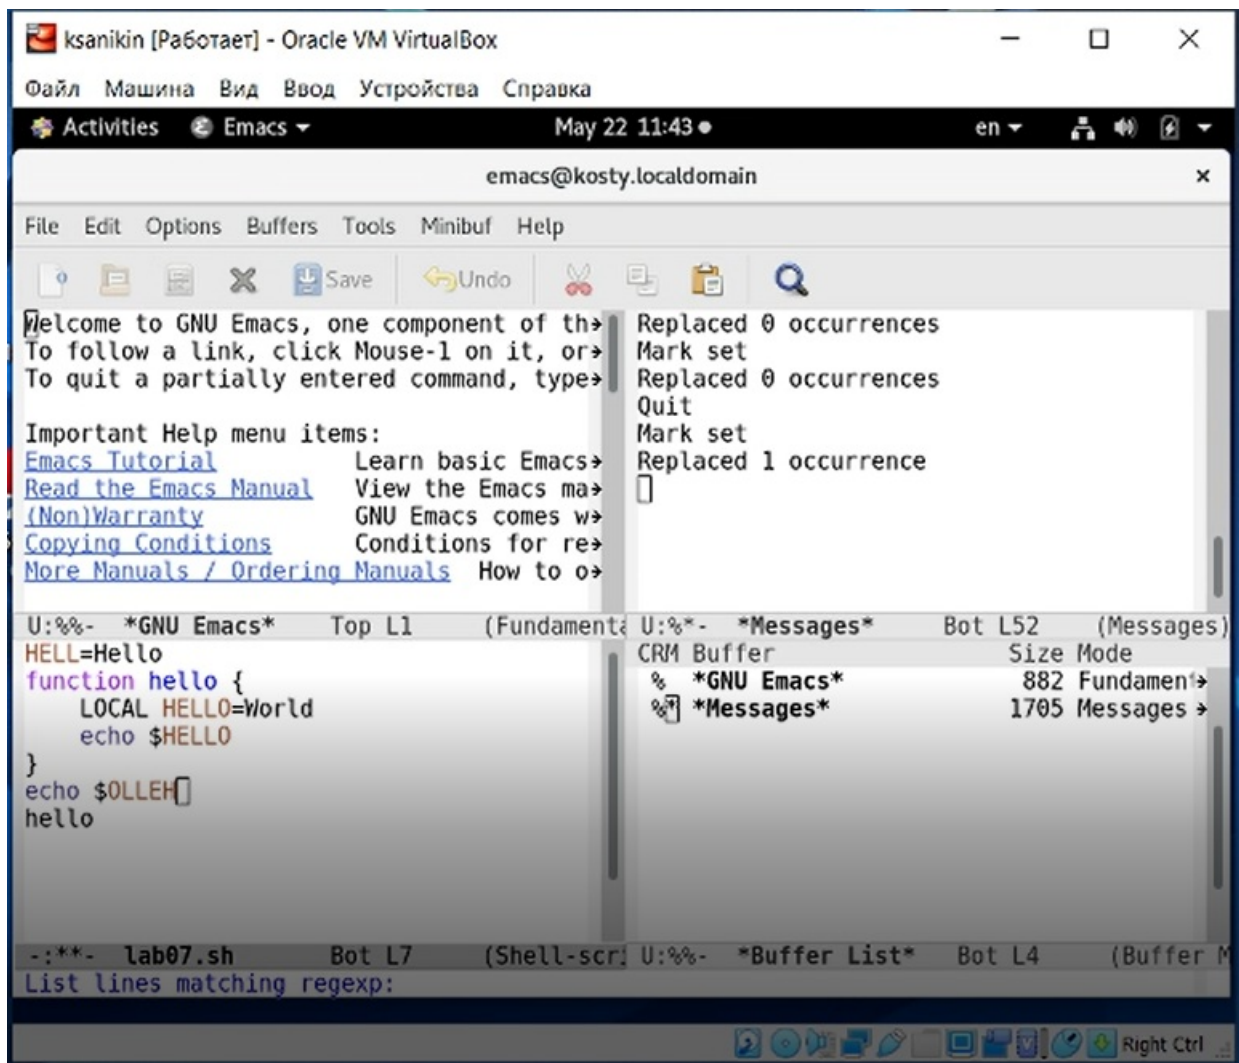 ksanikin [Работает] - Oracle VM VirtualBox
Файл Машина Вид Ввод Устройства Справка
Activities Emacs May 22 11:43 en
emacs@kosty.localdomain
File Edit Options Buffers Tools Minibuf Help
Save Undo
Welcome to GNU Emacs, one component of th
To follow a link, click Mouse-1 on it, or
To quit a partially entered command, type
Important Help menu items:
Emacs Tutorial Learn basic Emacs
Read the Emacs Manual View the Emacs ma
(Non)Warranty GNU Emacs comes w
Copying Conditions Conditions for re
More Manuals / Ordering Manuals How to o
U:%%- *GNU Emacs* Top L1 (Fundamenta
Replaced 0 occurrences
Mark set
Replaced 0 occurrences
Quit
Mark set
Replaced 1 occurrence
U:%*- *Messages* Bot L52 (Messages)
HELL=Hello
function hello {
LOCAL HELLO=World
echo $HELLO
}
echo $OLLEH
hello
-:**- lab07.sh Bot L7 (Shell-scri
CRM Buffer Size Mode
% *GNU Emacs* 882 Fundament
%* *Messages* 1705 Messages
U:%%- *Buffer List* Bot L4 (Buffer M
List lines matching regexp:
Right Ctrl